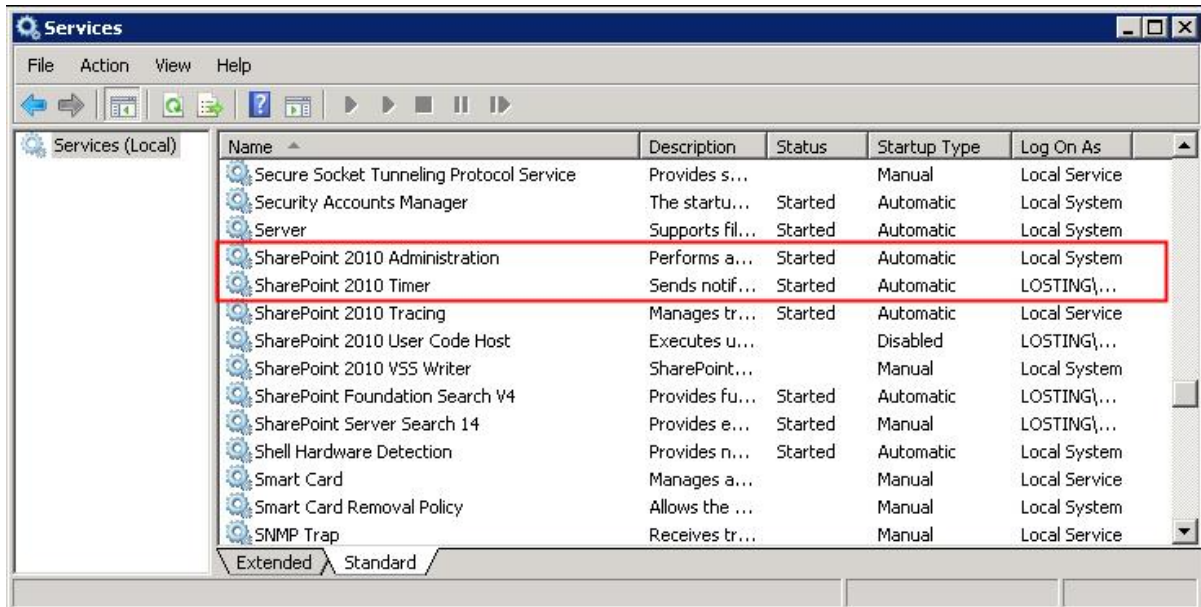 Services
File Action View Help
Services (Local)
Name Description Status Startup Type Log On As
Secure Socket Tunneling Protocol Service Provides s... Manual Local Service
Security Accounts Manager The startu... Started Automatic Local System
Server Supports fil... Started Automatic Local System
SharePoint 2010 Administration Performs a... Started Automatic Local System
SharePoint 2010 Timer Sends notif... Started Automatic LOSTING\...
SharePoint 2010 Tracing Manages tr... Started Automatic Local Service
SharePoint 2010 User Code Host Executes u... Disabled LOSTING\...
SharePoint 2010 VSS Writer SharePoint... Manual Local System
SharePoint Foundation Search V4 Provides fu... Started Automatic LOSTING\...
SharePoint Server Search 14 Provides e... Started Manual LOSTING\...
Shell Hardware Detection Provides n... Started Automatic Local System
Smart Card Manages a... Manual Local Service
Smart Card Removal Policy Allows the ... Manual Local System
SNMP Trap Receives tr... Manual Local Service
Extended Standard